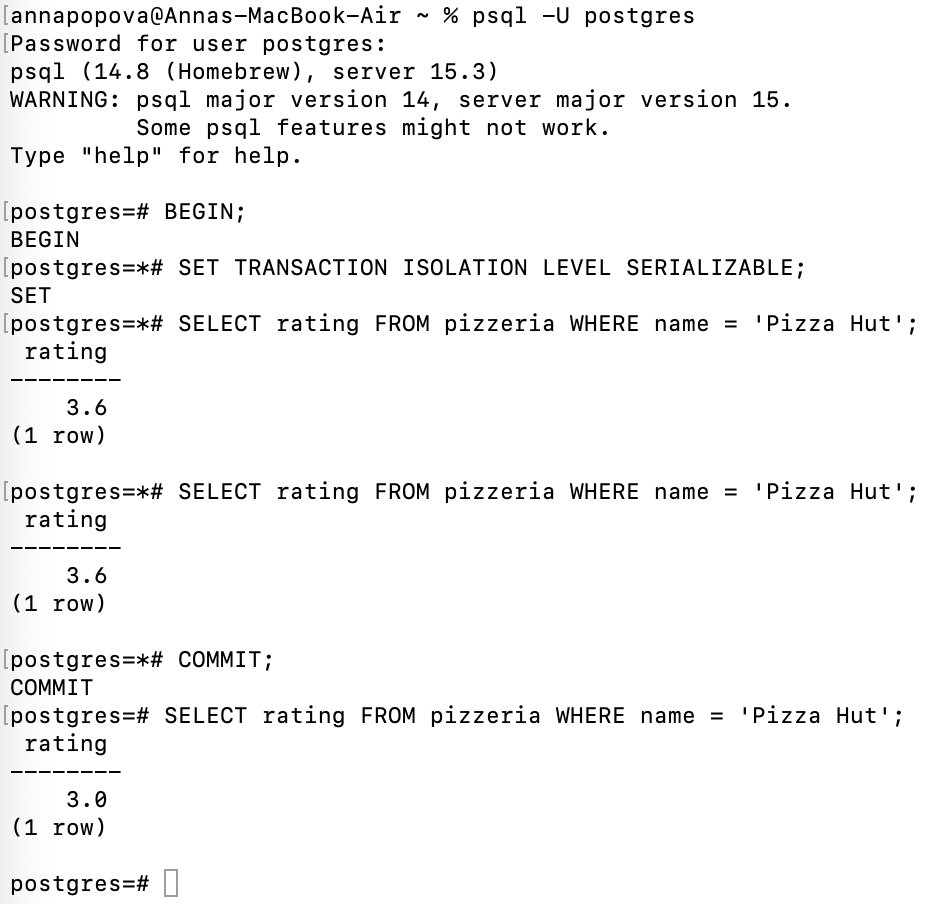 [annapopova@Annas-MacBook-Air ~ % psql -U postgres
[Password for user postgres:
psql (14.8 (Homebrew), server 15.3)
WARNING: psql major version 14, server major version 15.
         Some psql features might not work.
Type "help" for help.

[postgres=# BEGIN;
BEGIN
[postgres=*# SET TRANSACTION ISOLATION LEVEL SERIALIZABLE;
SET
[postgres=*# SELECT rating FROM pizzeria WHERE name = 'Pizza Hut';
 rating
--------
    3.6
(1 row)

[postgres=*# SELECT rating FROM pizzeria WHERE name = 'Pizza Hut';
 rating
--------
    3.6
(1 row)

[postgres=*# COMMIT;
COMMIT
[postgres=# SELECT rating FROM pizzeria WHERE name = 'Pizza Hut';
 rating
--------
    3.0
(1 row)

postgres=#